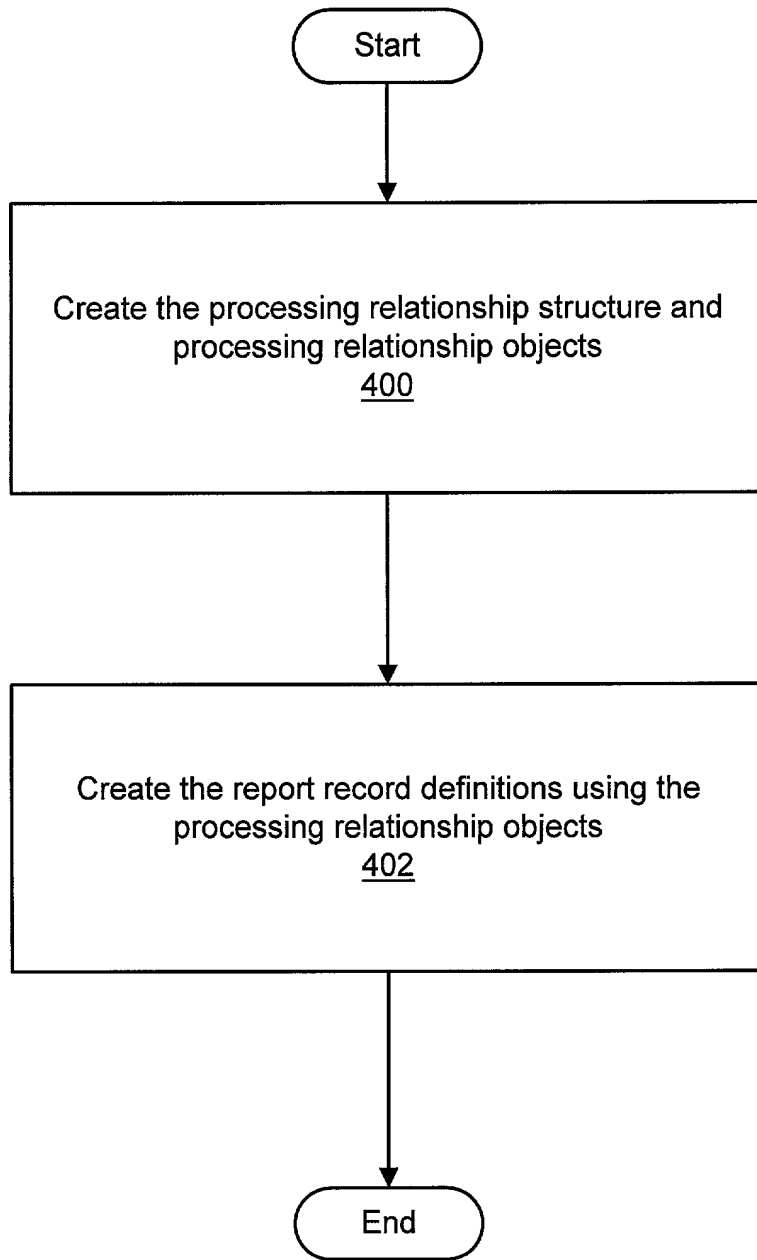 Start
Create the processing relationship structure and
processing relationship objects
400
Create the report record definitions using the
processing relationship objects
402
End